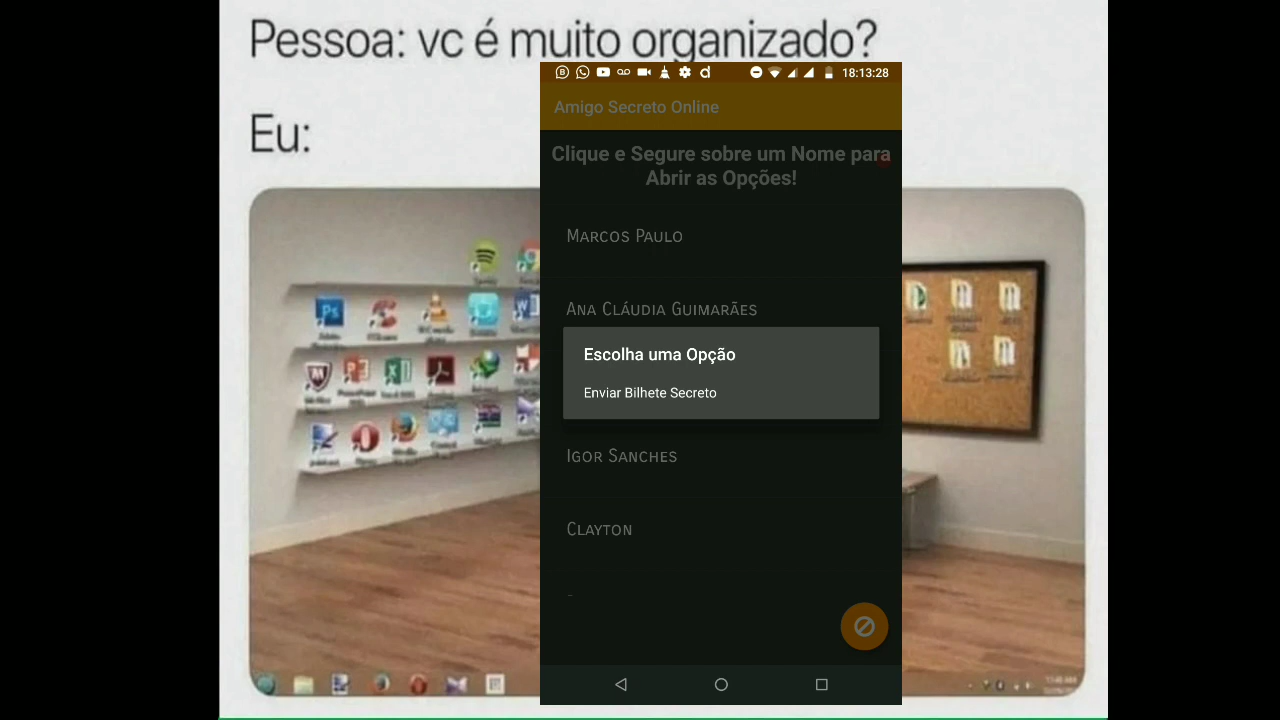 Pessoa: vc é muito organizado?
Eu:
18:13:28
Amigo Secreto Online
Clique e Segure sobre um Nome para
Abrir as Opções!
Marcos Paulo
Ana Cláudia Guimarães
Escolha uma Opção
Enviar Bilhete Secreto
Igor Sanches
Clayton